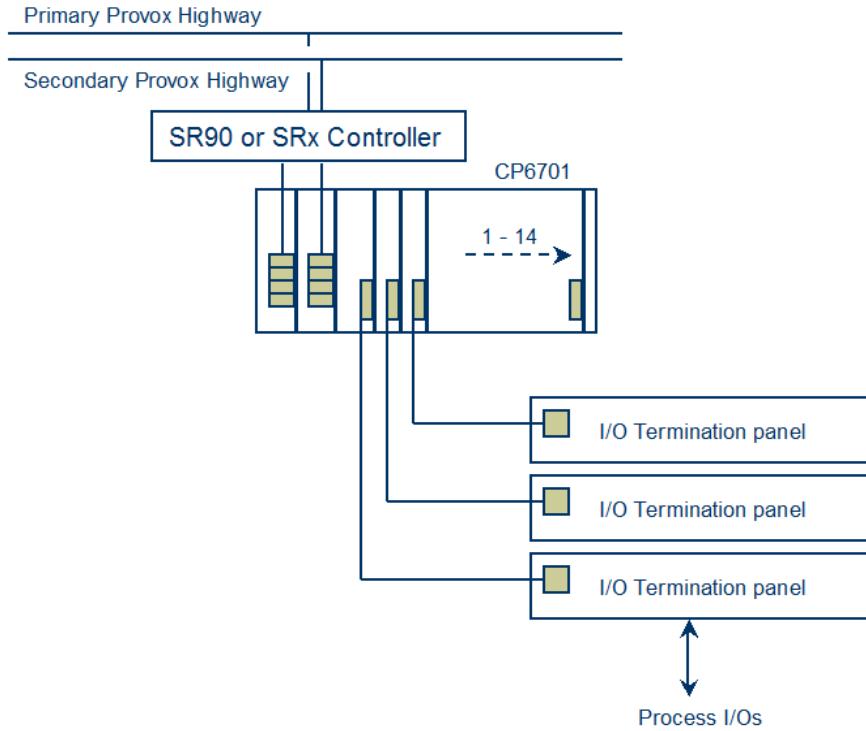 Primary Provox Highway
Secondary Provox Highway
SR90 or SRx Controller
CP6701
1 - 14
I/O Termination panel
I/O Termination panel
I/O Termination panel
Process I/Os